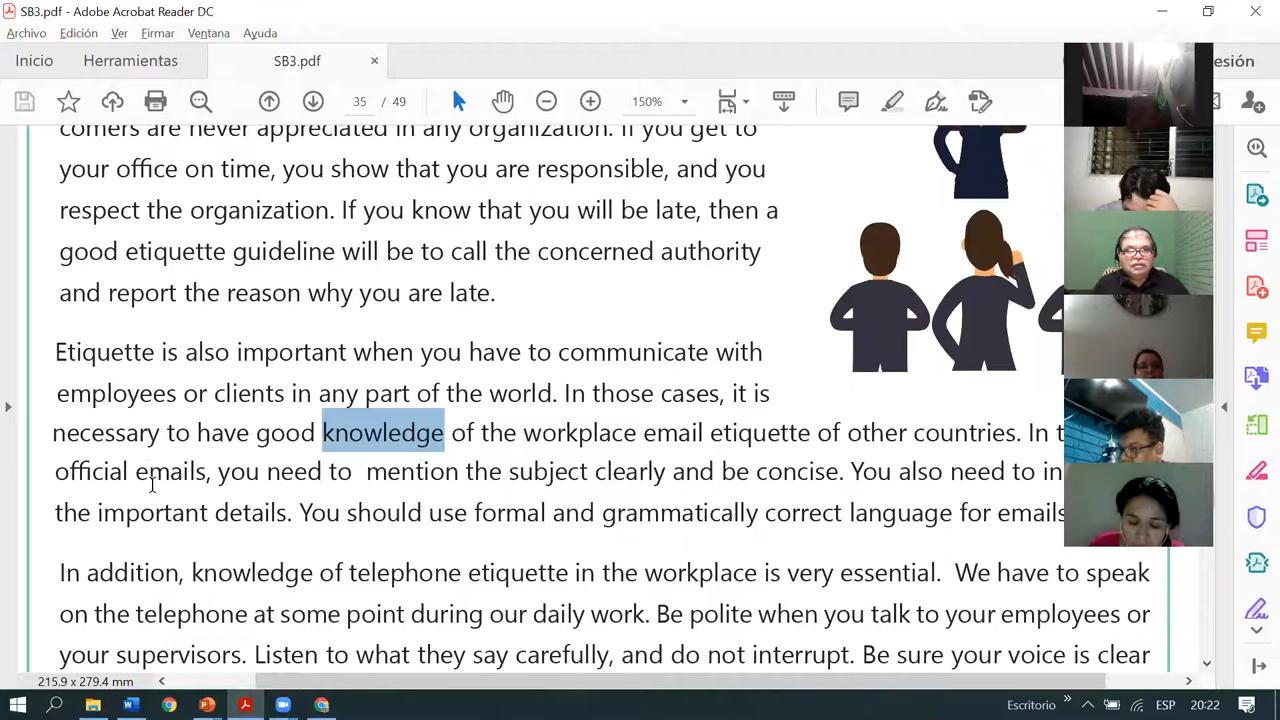 SB3.pdf - Adobe Acrobat Reader DC
Archivo Edición Ver Firmar Ventana Ayuda
Inicio Herramientas SB3.pdf esión
35 / 49 150%
comers are never appreciated in any organization. If you get to
your office on time, you show that you are responsible, and you
respect the organization. If you know that you will be late, then a
good etiquette guideline will be to call the concerned authority
and report the reason why you are late.
Etiquette is also important when you have to communicate with
employees or clients in any part of the world. In those cases, it is
necessary to have good knowledge of the workplace email etiquette of other countries. In t
official emails, you need to mention the subject clearly and be concise. You also need to in
the important details. You should use formal and grammatically correct language for emails
In addition, knowledge of telephone etiquette in the workplace is very essential. We have to speak
on the telephone at some point during our daily work. Be polite when you talk to your employees or
your supervisors. Listen to what they say carefully, and do not interrupt. Be sure your voice is clear
215.9 x 279.4 mm
Escritorio ESP 20:22